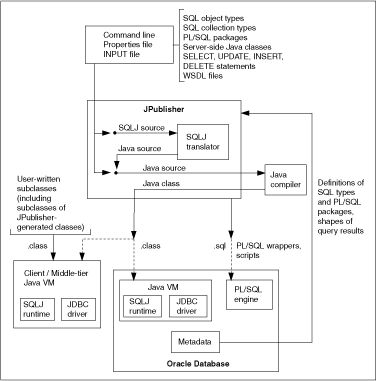 SQL object types
SQL collection types
PL/SQL packages
Server-side Java classes
SELECT, UPDATE, INSERT,
DELETE statements
WSDL files
Command line
Properties file
INPUT file
JPublisher
SQLJ source
SQLJ
translator
Java source
Java source
Java class
Java
compiler
User-written
subclasses
(including
subclasses of
JPublisher-
generated classes)
Definitions of
SQL types
and PL/SQL
packages,
shapes of
query results
.class
.class
.sql
PL/SQL wrappers,
scripts
Client / Middle-tier
Java VM
SQLJ
runtime
JDBC
driver
Java VM
SQLJ
runtime
JDBC
driver
PL/SQL
engine
Metadata
Oracle Database